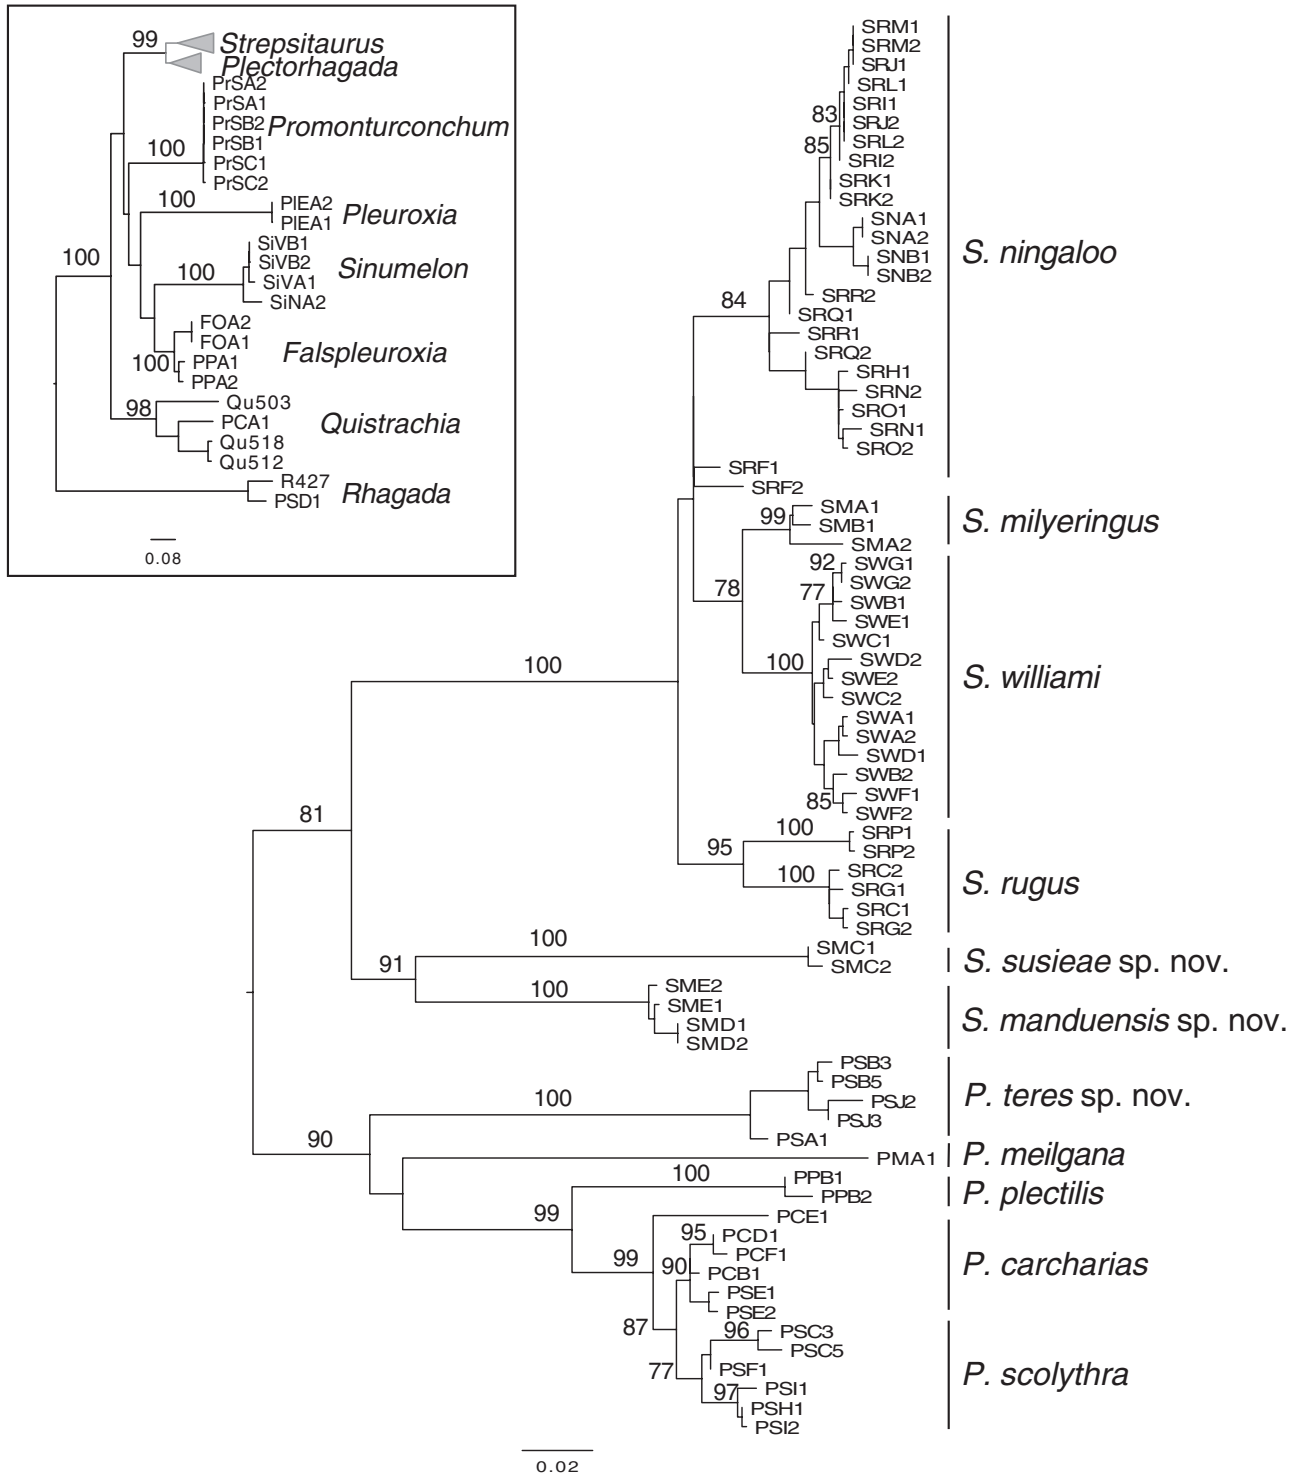 99
Strepsitaurus
Plectorhagada
PrSA2
PrSA1
PrSB2
PrSB1
PrSC1
PrSC2
100
Promonturconchum
PIEA2
PIEA1
100
Pleuroxia
SiVB1
SiVB2
SiVA1
SiNA2
100
Sinumelon
FOA2
FOA1
PPA1
PPA2
100
Falspleuroxia
100
Qu503
PCA1
Qu518
Qu512
98
Quistrachia
R427
PSD1
Rhagada
0.08
SRM1
SRM2
SRJ1
SRL1
SRI1
83
SRJ2
SRL2
85
SRI2
SRK1
SRK2
SNA1
SNA2
SNB1
SNB2
S. ningaloo
SRR2
84
SRQ1
SRR1
SRQ2
SRH1
SRN2
SRO1
SRN1
SRO2
SRF1
SRF2
SMA1
99
SMB1
S. milyeringus
SMA2
92
SWG1
SWG2
77
SWB1
78
SWE1
SWC1
100
SWD2
SWE2
S. williami
SWC2
SWA1
SWA2
SWD1
SWB2
SWF1
85
SWF2
100
100
SRP1
SRP2
95
SRC2
100
SRG1
S. rugus
SRC1
SRG2
81
100
SMC1
SMC2
S. susieae sp. nov.
91
SME2
100
SME1
SMD1
S. manduensis sp. nov.
SMD2
PSB3
PSB5
100
PSJ2
P. teres sp. nov.
PSJ3
90
PSA1
PMA1
P. meilgana
100
PPB1
PPB2
P. plectilis
99
PCE1
95
PCD1
PCF1
99
90
PCB1
P. carcharias
PSE1
PSE2
87
96
PSC3
PSC5
77
PSF1
P. scolythra
97
PSI1
PSH1
PSI2
0.02